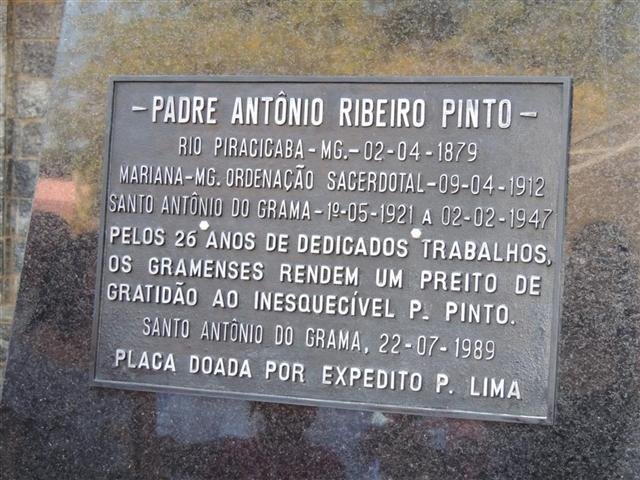 -PADRE ANTÔNIO RIBEIRO PINTO-
RIO PIRACICABA-MG.-02-04-1879
MARIANA-MG. ORDENAÇÃO SACERDOTAL-09-04-1912
SANTO ANTÔNIO DO GRAMA-1º-05-1921 A 02-02-1947
PELOS 26 ANOS DE DEDICADOS TRABALHOS,
OS GRAMENSES RENDEM UM PREITO DE
GRATIDÃO AO INESQUECÍVEL P. PINTO.
SANTO ANTÔNIO DO GRAMA, 22-07-1989
PLACA DOADA POR EXPEDITO P. LIMA